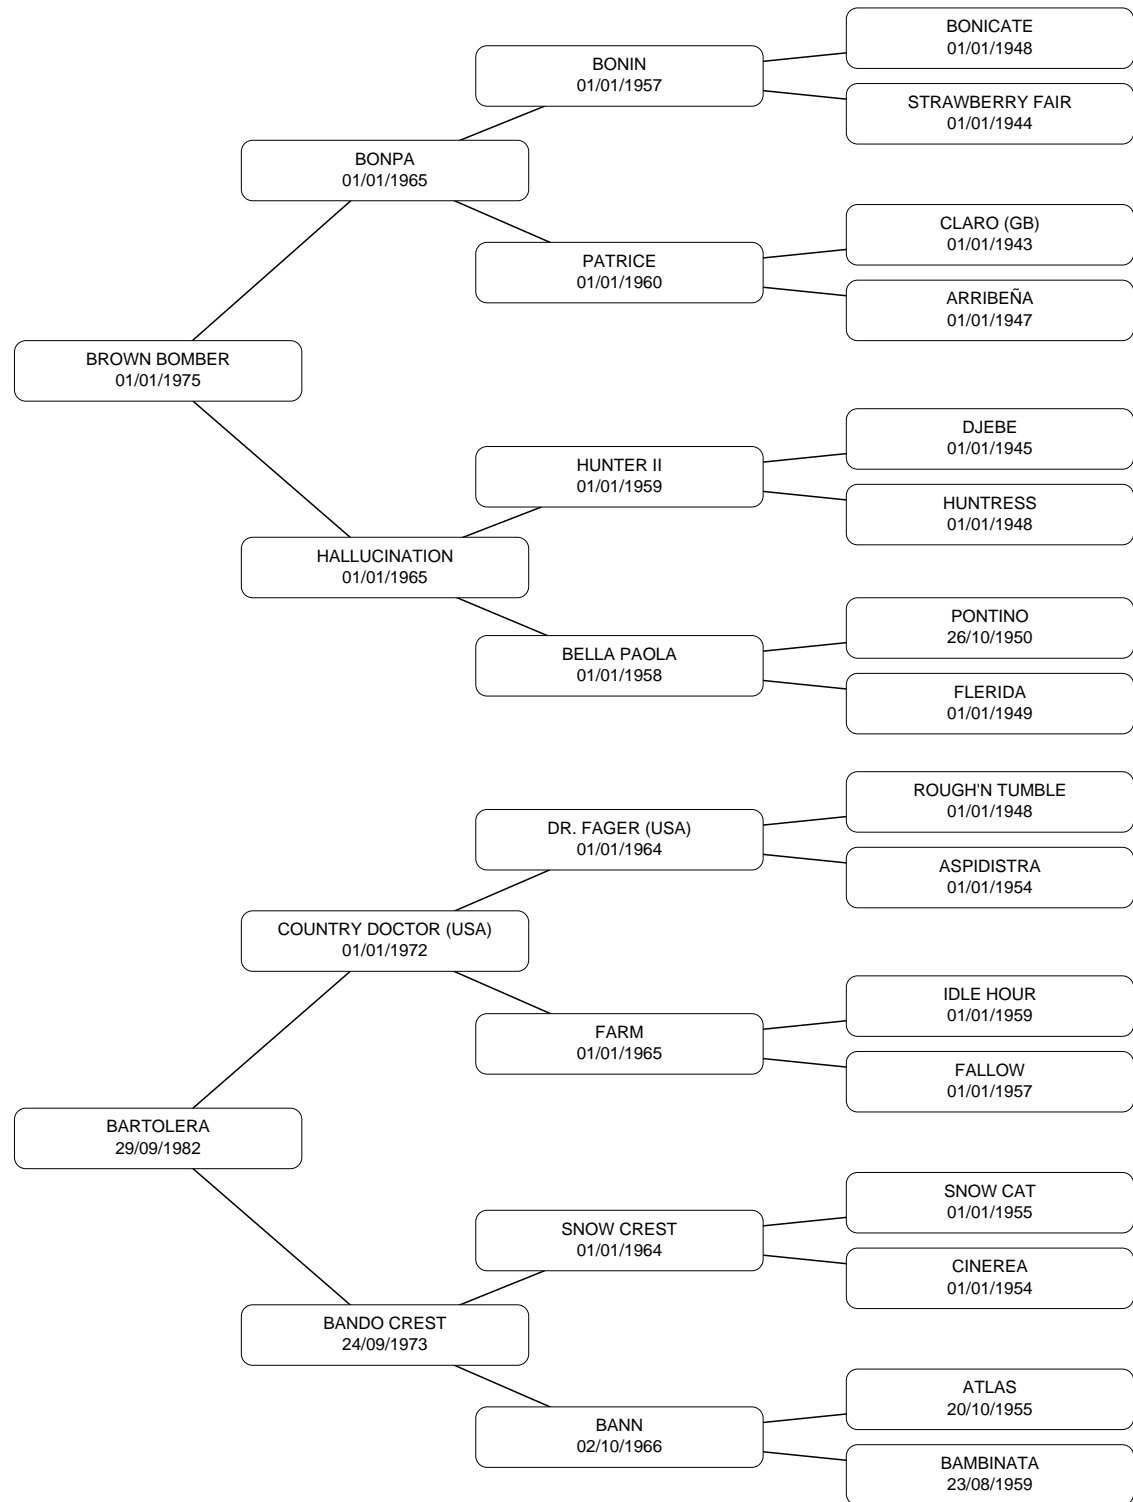 BONICATE
01/01/1948
BONIN
01/01/1957
STRAWBERRY FAIR
01/01/1944
BONPA
01/01/1965
CLARO (GB)
01/01/1943
PATRICE
01/01/1960
ARRIBEÑA
01/01/1947
BROWN BOMBER
01/01/1975
DJEBE
01/01/1945
HUNTER II
01/01/1959
HUNTRESS
01/01/1948
HALLUCINATION
01/01/1965
PONTINO
26/10/1950
BELLA PAOLA
01/01/1958
FLERIDA
01/01/1949
ROUGH'N TUMBLE
01/01/1948
DR. FAGER (USA)
01/01/1964
ASPIDISTRA
01/01/1954
COUNTRY DOCTOR (USA)
01/01/1972
IDLE HOUR
01/01/1959
FARM
01/01/1965
FALLOW
01/01/1957
BARTOLERA
29/09/1982
SNOW CAT
01/01/1955
SNOW CREST
01/01/1964
CINEREA
01/01/1954
BANDO CREST
24/09/1973
ATLAS
20/10/1955
BANN
02/10/1966
BAMBINATA
23/08/1959